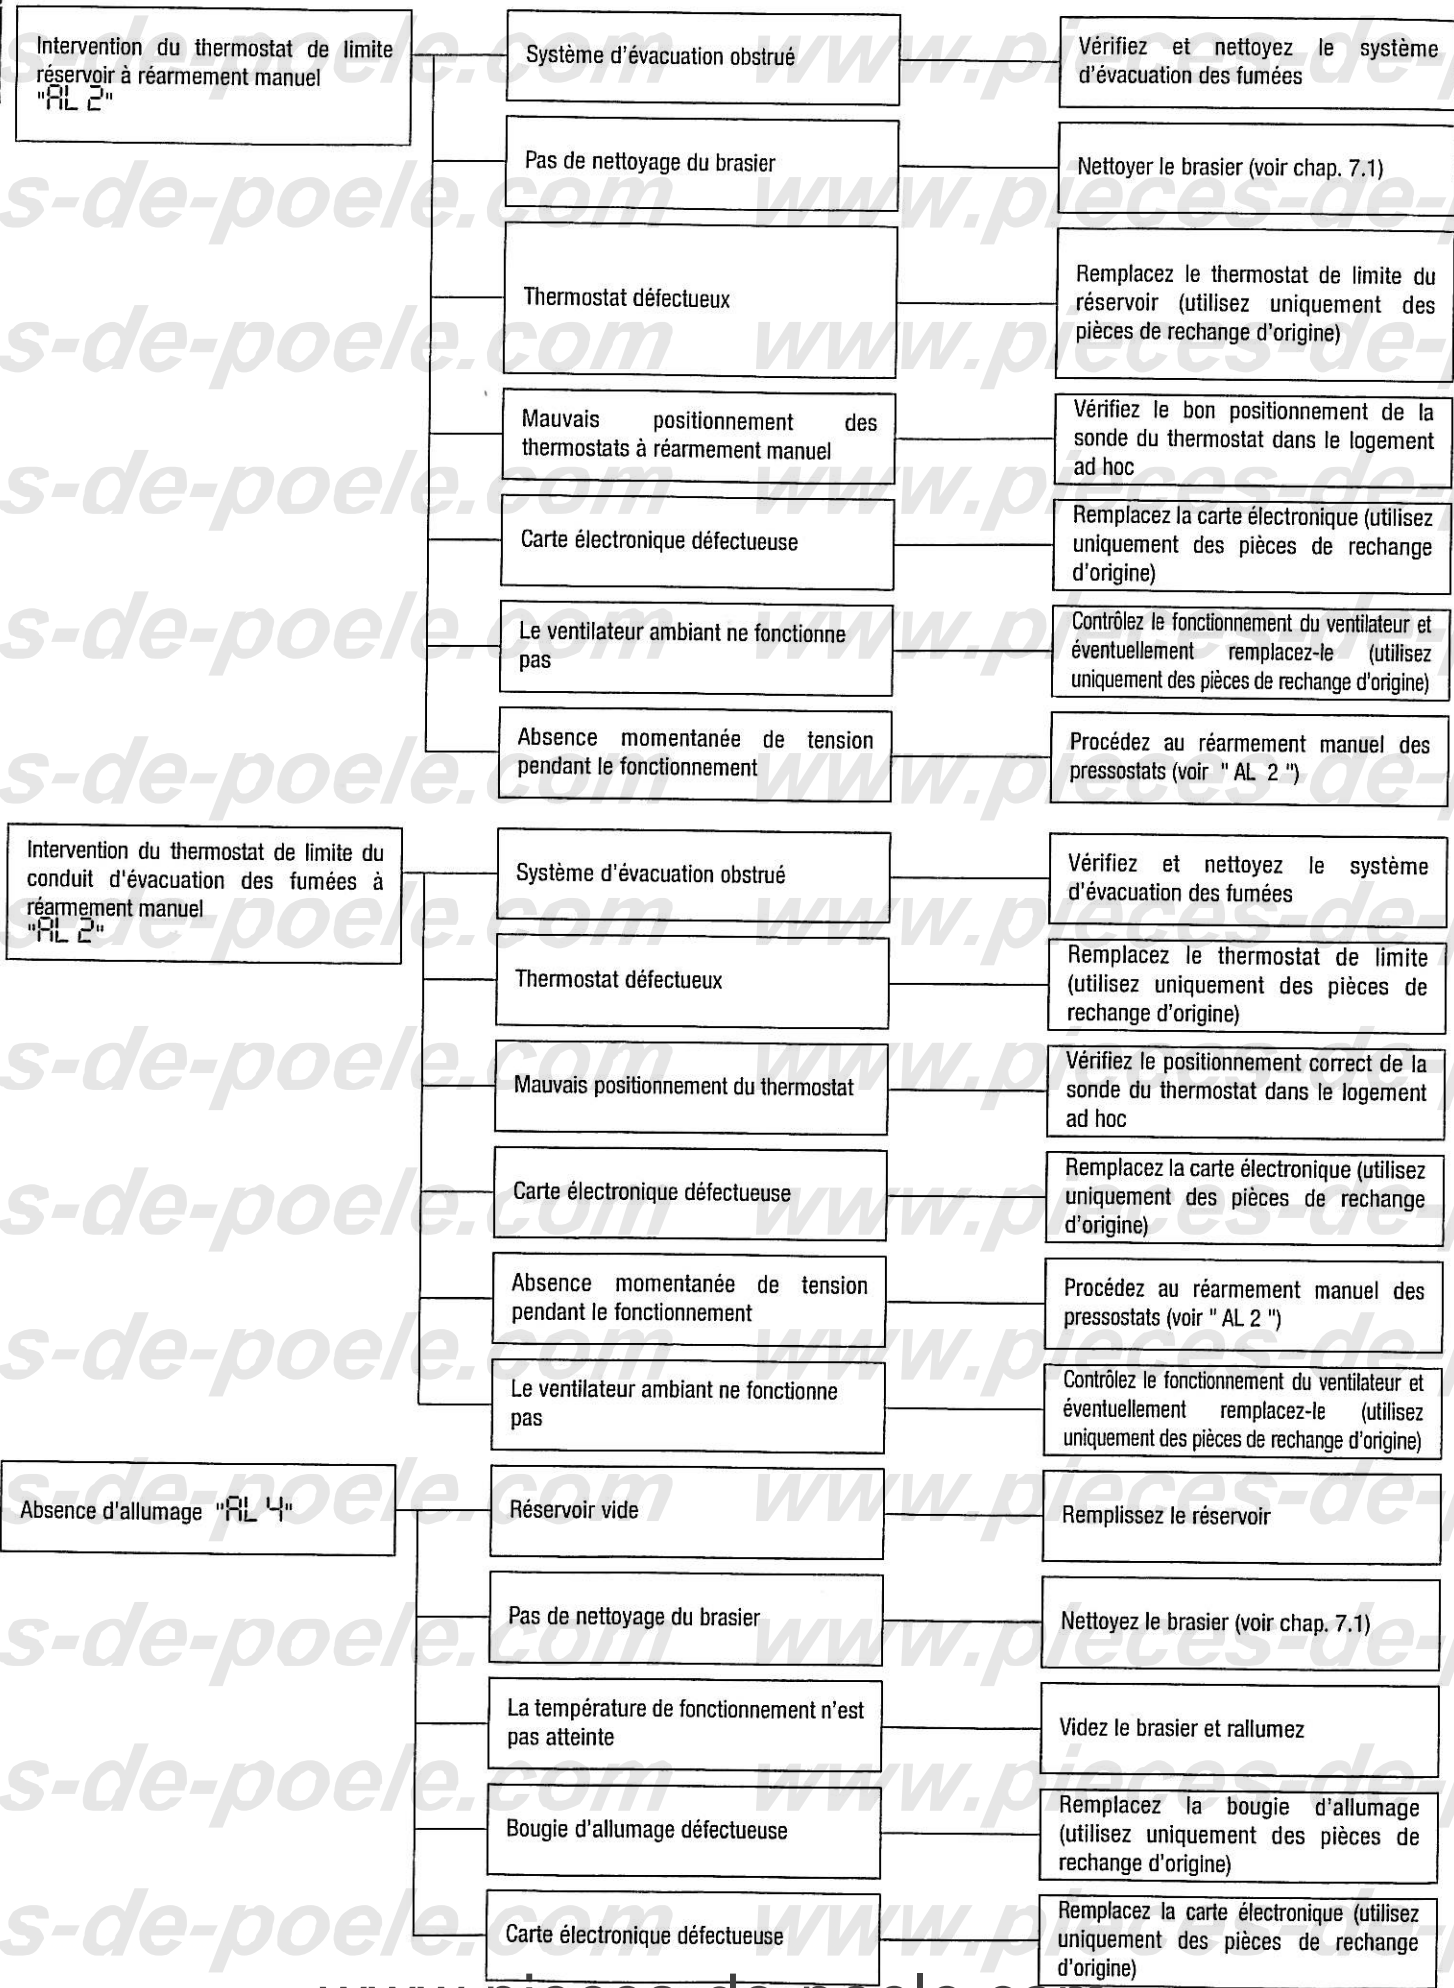 Intervention du thermostat de limite
réservoir à réarmement manuel
"AL 2"
Système d'évacuation obstrué
Vérifiez et nettoyez le système
d'évacuation des fumées
Pas de nettoyage du brasier
Nettoyer le brasier (voir chap. 7.1)
Thermostat défectueux
Remplacez le thermostat de limite du
réservoir (utilisez uniquement des
pièces de rechange d'origine)
Mauvais positionnement des
thermostats à réarmement manuel
Vérifiez le bon positionnement de la
sonde du thermostat dans le logement
ad hoc
Carte électronique défectueuse
Remplacez la carte électronique (utilisez
uniquement des pièces de rechange
d'origine)
Le ventilateur ambiant ne fonctionne
pas
Contrôlez le fonctionnement du ventilateur et
éventuellement remplacez-le (utilisez
uniquement des pièces de rechange d'origine)
Absence momentanée de tension
pendant le fonctionnement
Procédez au réarmement manuel des
pressostats (voir " AL 2 ")
Intervention du thermostat de limite du
conduit d'évacuation des fumées à
réarmement manuel
"AL 2"
Système d'évacuation obstrué
Vérifiez et nettoyez le système
d'évacuation des fumées
Thermostat défectueux
Remplacez le thermostat de limite
(utilisez uniquement des pièces de
rechange d'origine)
Mauvais positionnement du thermostat
Vérifiez le positionnement correct de la
sonde du thermostat dans le logement
ad hoc
Carte électronique défectueuse
Remplacez la carte électronique (utilisez
uniquement des pièces de rechange
d'origine)
Absence momentanée de tension
pendant le fonctionnement
Procédez au réarmement manuel des
pressostats (voir " AL 2 ")
Le ventilateur ambiant ne fonctionne
pas
Contrôlez le fonctionnement du ventilateur et
éventuellement remplacez-le (utilisez
uniquement des pièces de rechange d'origine)
Absence d'allumage "AL 4"
Réservoir vide
Remplissez le réservoir
Pas de nettoyage du brasier
Nettoyez le brasier (voir chap. 7.1)
La température de fonctionnement n'est
pas atteinte
Videz le brasier et rallumez
Bougie d'allumage défectueuse
Remplacez la bougie d'allumage
(utilisez uniquement des pièces de
rechange d'origine)
Carte électronique défectueuse
Remplacez la carte électronique (utilisez
uniquement des pièces de rechange
d'origine)
www.pieces-de-poele.com